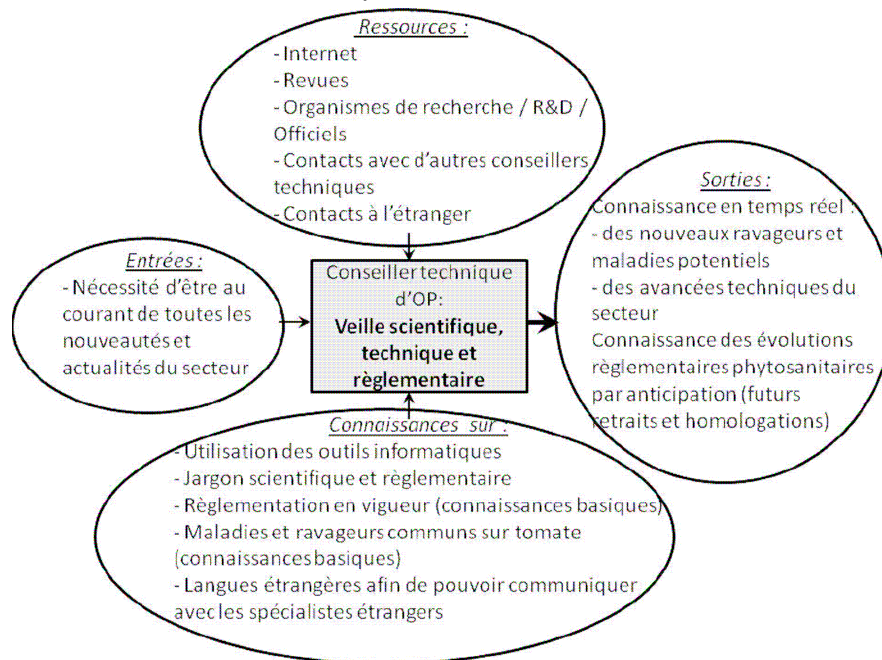 Ressources :
- Internet
- Revues
- Organismes de recherche / R&D /
Officiels
- Contacts avec d'autres conseillers
techniques
- Contacts à l'étranger
Entrées :
- Nécessité d'être au
courant de toutes les
nouveautés et
actualités du secteur
Conseiller technique
d'OP:
Veille scientifique,
technique et
règlementaire
Sorties :
Connaissance en temps réel :
- des nouveaux ravageurs et
maladies potentiels
- des avancées techniques du
secteur
Connaissance des évolutions
règlementaires phytosanitaires
par anticipation (futurs
retraits et homologations)
Connaissances sur :
- Utilisation des outils informatiques
- Jargon scientifique et règlementaire
- Règlementation en vigueur (connaissances basiques)
- Maladies et ravageurs communs sur tomate
(connaissances basiques)
- Langues étrangères afin de pouvoir communiquer
avec les spécialistes étrangers